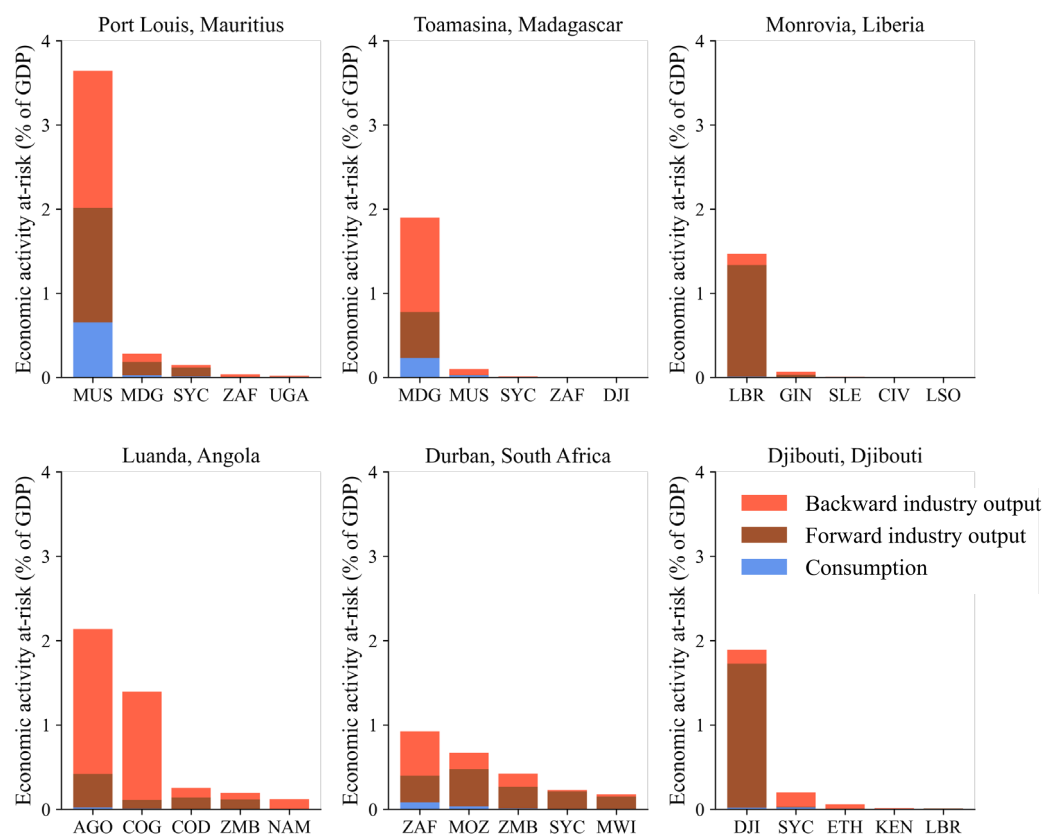 Port Louis, Mauritius
Economic activity at-risk (% of GDP)
4
3
2
1
0
MUS MDG SYC ZAF UGA
Toamasina, Madagascar
Economic activity at-risk (% of GDP)
4
3
2
1
0
MDG MUS SYC ZAF DJI
Monrovia, Liberia
Economic activity at-risk (% of GDP)
4
3
2
1
0
LBR GIN SLE CIV LSO
Luanda, Angola
Economic activity at-risk (% of GDP)
4
3
2
1
0
AGO COG COD ZMB NAM
Durban, South Africa
Economic activity at-risk (% of GDP)
4
3
2
1
0
ZAF MOZ ZMB SYC MWI
Djibouti, Djibouti
Economic activity at-risk (% of GDP)
4
3
2
1
0
Backward industry output
Forward industry output
Consumption
DJI SYC ETH KEN LBR